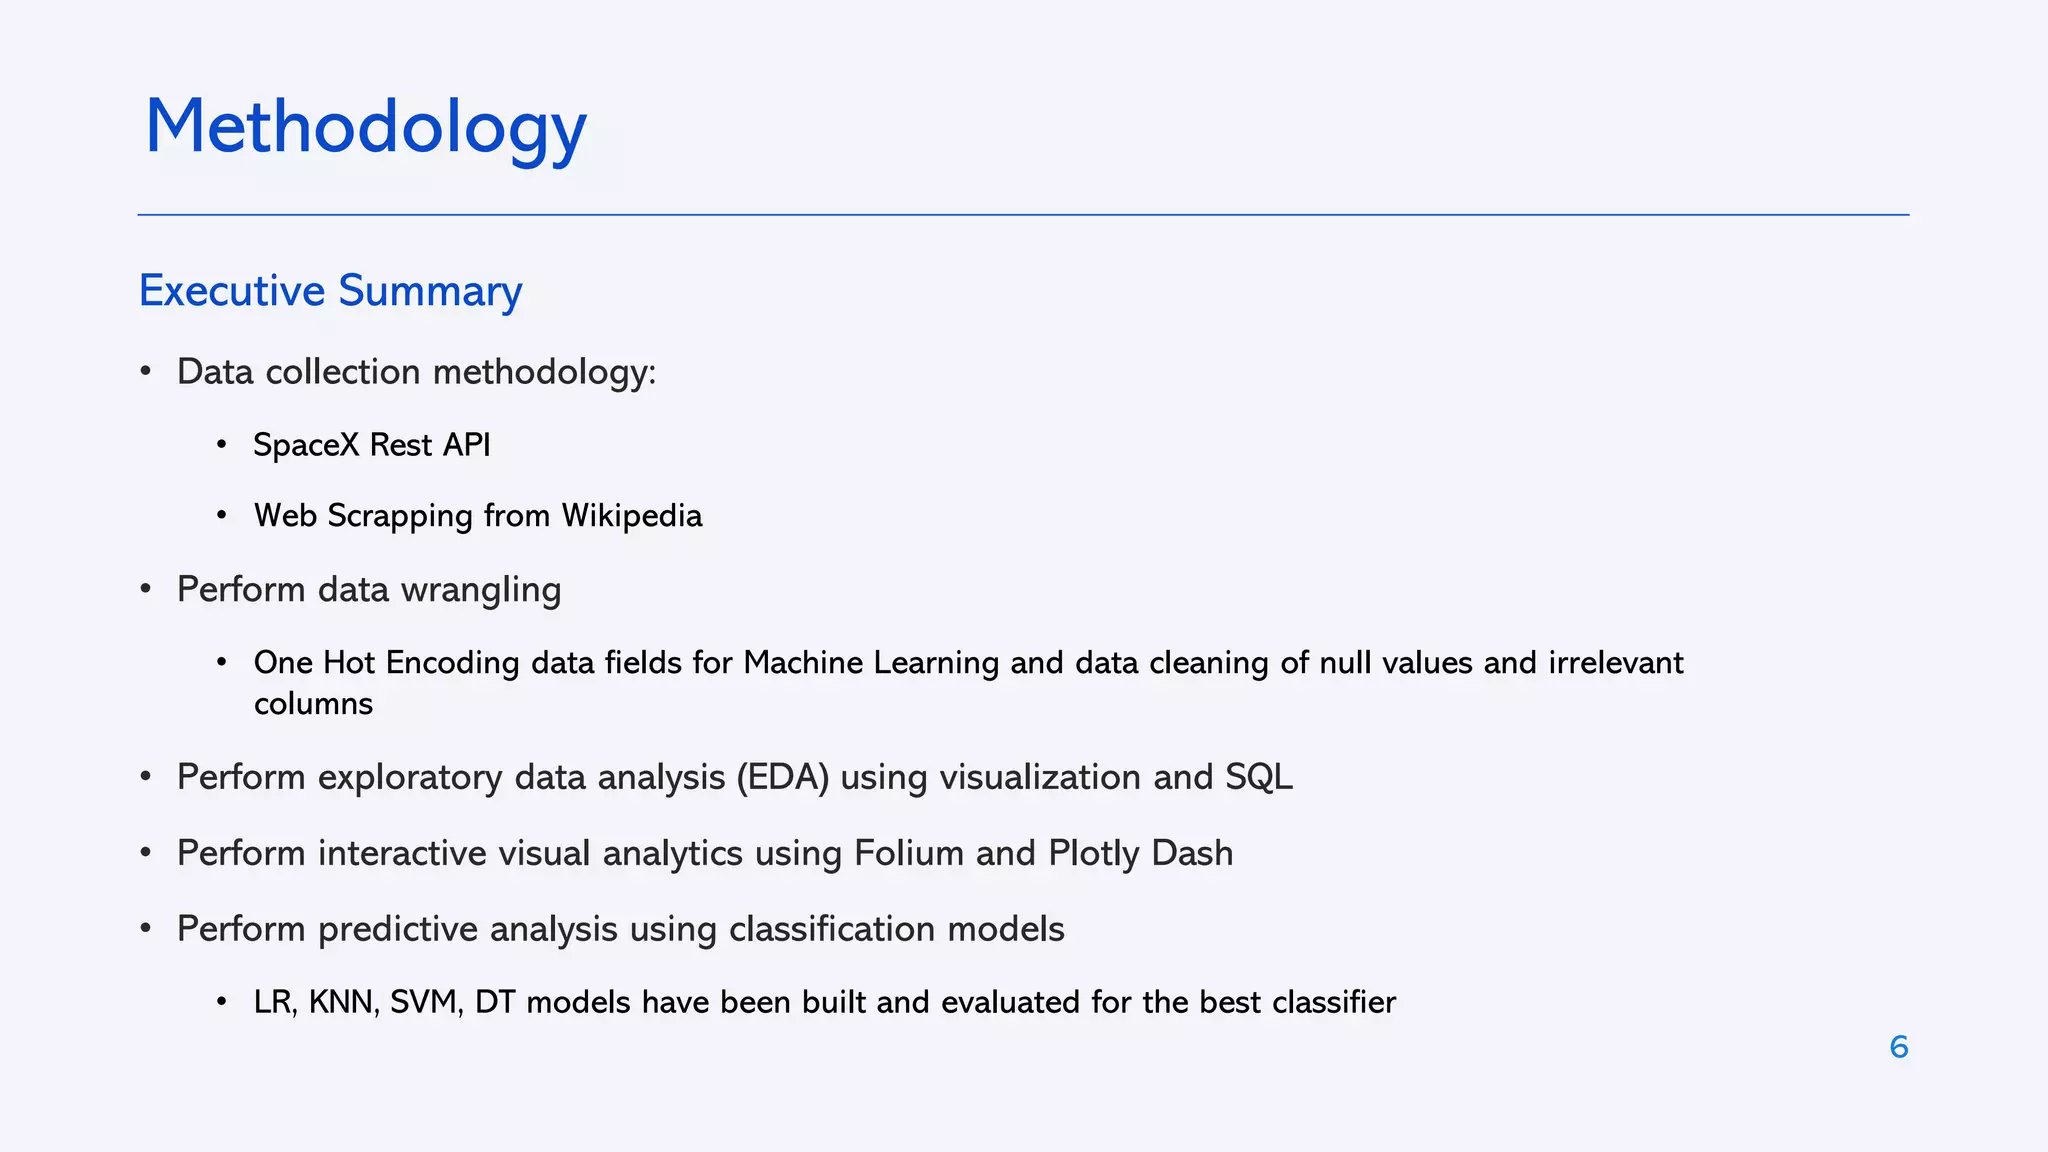 Methodology
Executive Summary
• Data collection methodology:
• SpaceX Rest API
• Web Scrapping from Wikipedia
• Perform data wrangling
• One Hot Encoding data fields for Machine Learning and data cleaning of null values and irrelevant
columns
• Perform exploratory data analysis (EDA) using visualization and SQL
• Perform interactive visual analytics using Folium and Plotly Dash
• Perform predictive analysis using classification models
• LR, KNN, SVM, DT models have been built and evaluated for the best classifier
6